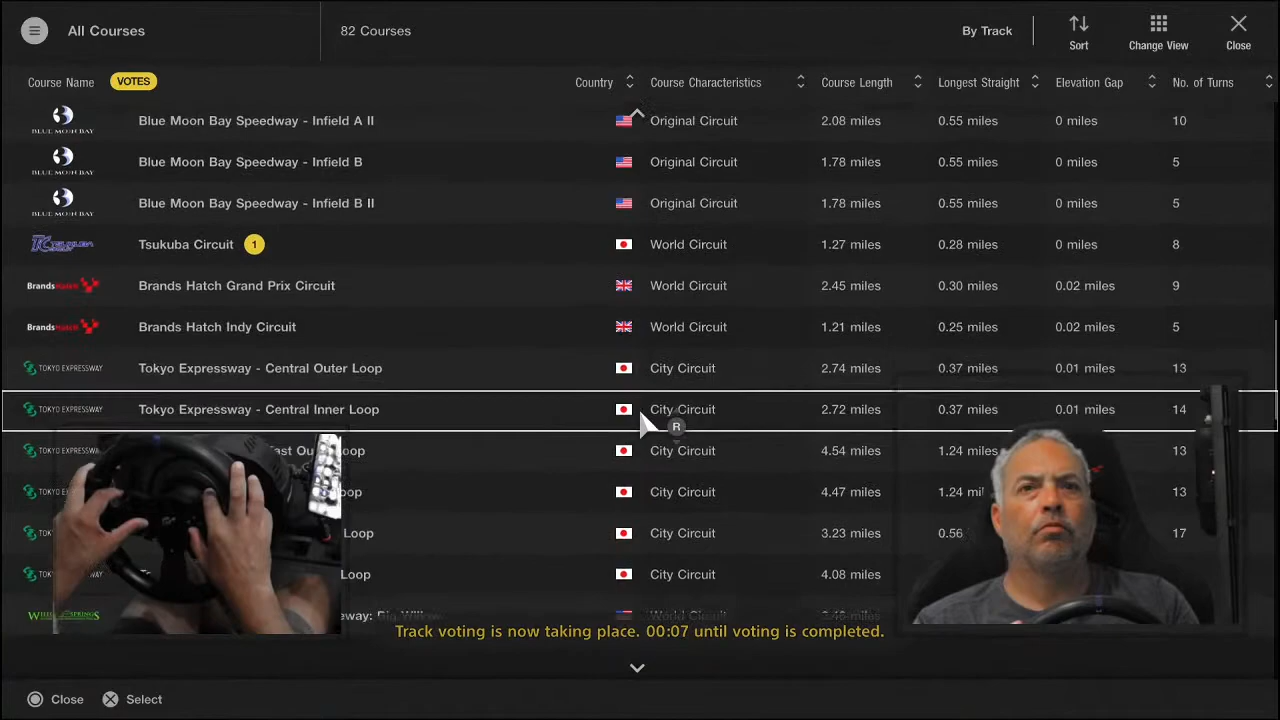 All Courses
82 Courses
By Track
Sort
Change View
Close
Course Name
VOTES
Country
Course Characteristics
Course Length
Longest Straight
Elevation Gap
No. of Turns
BLUE MOON BAY Blue Moon Bay Speedway - Infield A II Original Circuit 2.08 miles 0.55 miles 0 miles 10
BLUE MOON BAY Blue Moon Bay Speedway - Infield B Original Circuit 1.78 miles 0.55 miles 0 miles 5
BLUE MOON BAY Blue Moon Bay Speedway - Infield B II Original Circuit 1.78 miles 0.55 miles 0 miles 5
Tsukuba Circuit 1 World Circuit 1.27 miles 0.28 miles 0 miles 8
Brands Hatch Brands Hatch Grand Prix Circuit World Circuit 2.45 miles 0.30 miles 0.02 miles 9
Brands Hatch Brands Hatch Indy Circuit World Circuit 1.21 miles 0.25 miles 0.02 miles 5
TOKYO EXPRESSWAY Tokyo Expressway - Central Outer Loop City Circuit 2.74 miles 0.37 miles 0.01 miles 13
TOKYO EXPRESSWAY Tokyo Expressway - Central Inner Loop City Circuit 2.72 miles 0.37 miles 0.01 miles 14
R
TOKYO EXPRESSWAY Loop City Circuit 4.54 miles 1.24 miles 13
TOKYO Loop City Circuit 4.47 miles 1.24 13
Loop City Circuit 3.23 miles 0.56 17
Loop City Circuit 4.08 miles
Track voting is now taking place. 00:07 until voting is completed.
Close
Select